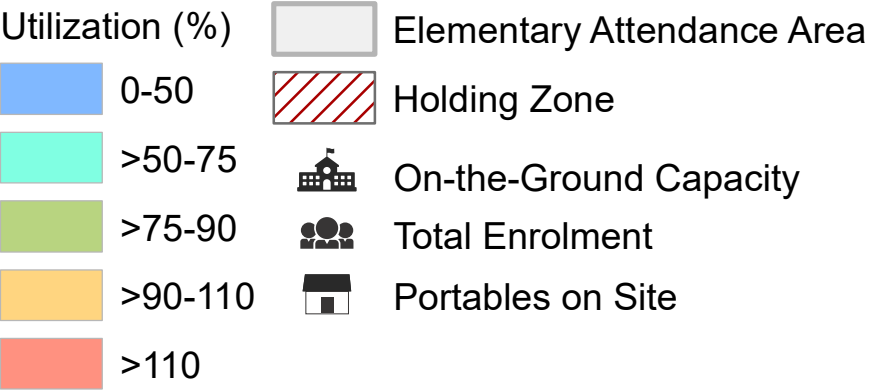 Utilization (%)
0-50
>50-75
>75-90
>90-110
>110
Elementary Attendance Area
Holding Zone
On-the-Ground Capacity
Total Enrolment
Portables on Site